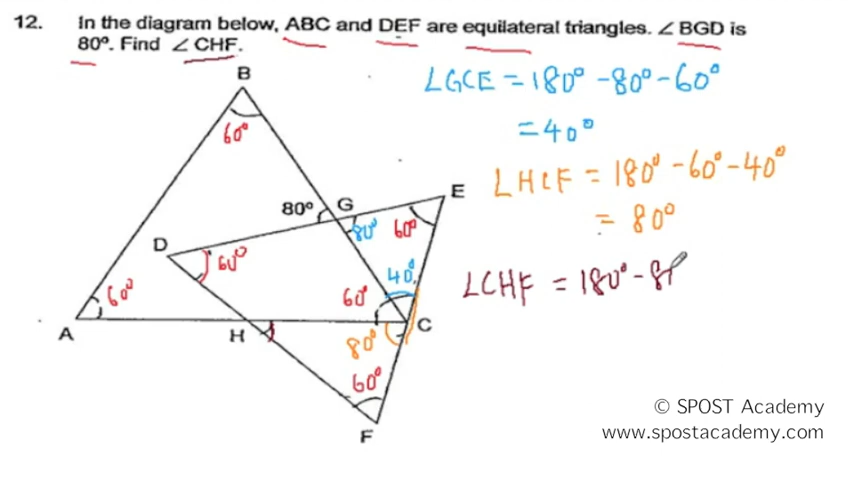 12. In the diagram below, ABC and DEF are equilateral triangles. ∠ BGD is
80°. Find ∠ CHF.
B
∠GCE = 180° - 80° - 60°
= 40°
60°
∠HCF = 180° - 60° - 40°
= 80°
E
80° G
80° 60°
D
60°
40°
∠CHF = 180° - 8
60° 60°
A
H
C
80°
60°
F
© SPOST Academy
www.spostacademy.com